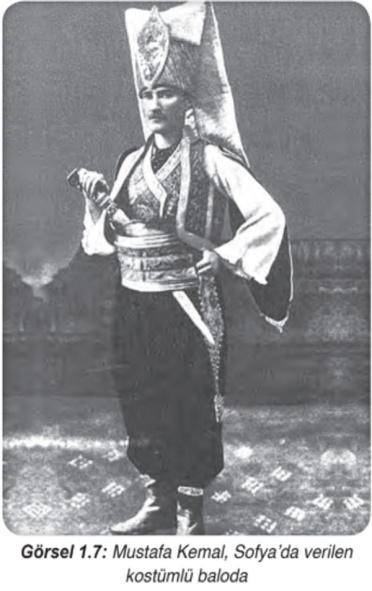 Görsel 1.7: Mustafa Kemal, Sofya'da verilen
kostümlü baloda